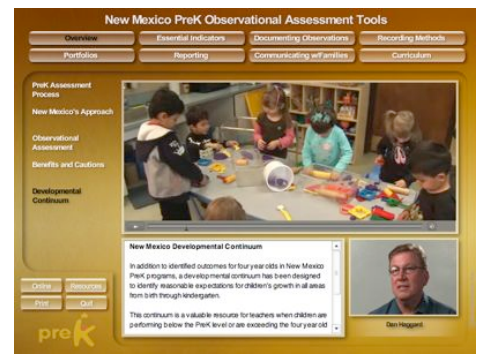 New Mexico PreK Observational Assessment Tools
Overview
Essential Indicators
Documenting Observations
Recording Methods
Portfolios
Reporting
Communicating w/Families
Curriculum
PreK Assessment
Process
New Mexico's Approach
Observational
Assessment
Benefits and Cautions
Developmental
Continuum
New Mexico Developmental Continuum
In addition to identified outcomes for four year olds in New Mexico
PreK programs, a developmental continuum has been designed
to identify reasonable expectations for children's growth in all areas
from birth through kindergarten.
This continuum is a valuable resource for teachers when children are
performing below the PreK level or are exceeding the four year old
Dan Haggard
Online
Resources
Print
Quit
preK